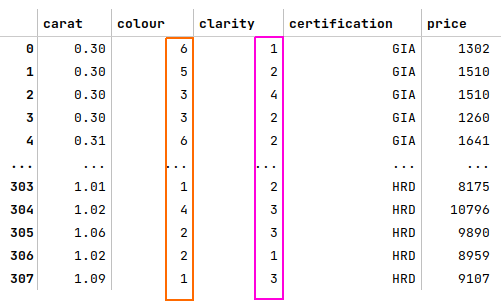 carat colour clarity certification price
0 0.30 6 1 GIA 1302
1 0.30 5 2 GIA 1510
2 0.30 3 4 GIA 1510
3 0.30 3 2 GIA 1260
4 0.31 6 2 GIA 1641
... ... ... ... ... ...
303 1.01 1 2 HRD 8175
304 1.02 4 3 HRD 10796
305 1.06 2 3 HRD 9890
306 1.02 2 1 HRD 8959
307 1.09 1 3 HRD 9107